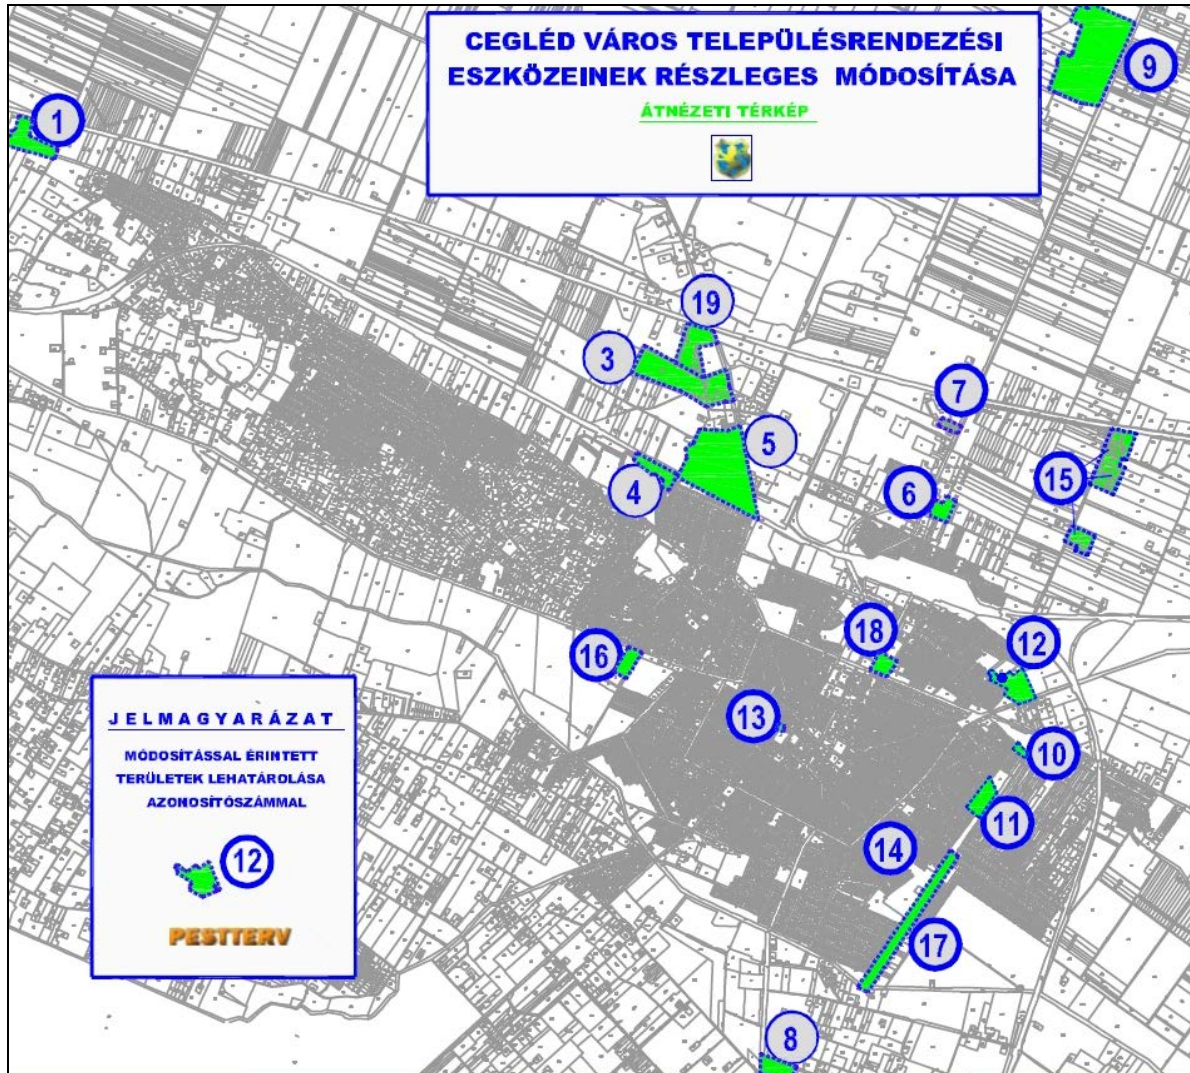 CEGLÉD VÁROS TELEPÜLÉSRENDEZÉSI
ESZKÖZEINEK RÉSZLEGES MÓDOSÍTÁSA
ÁTNÉZETI TÉRKÉP
1
9
19
3
7
5
4
6
15
18
12
16
13
10
11
14
17
8
JELMAGYARÁZAT
MÓDOSÍTÁSSAL ÉRINTETT
TERÜLETEK LEHATÁROLÁSA
AZONOSÍTÓSZÁMMAL
12
PESTTERV